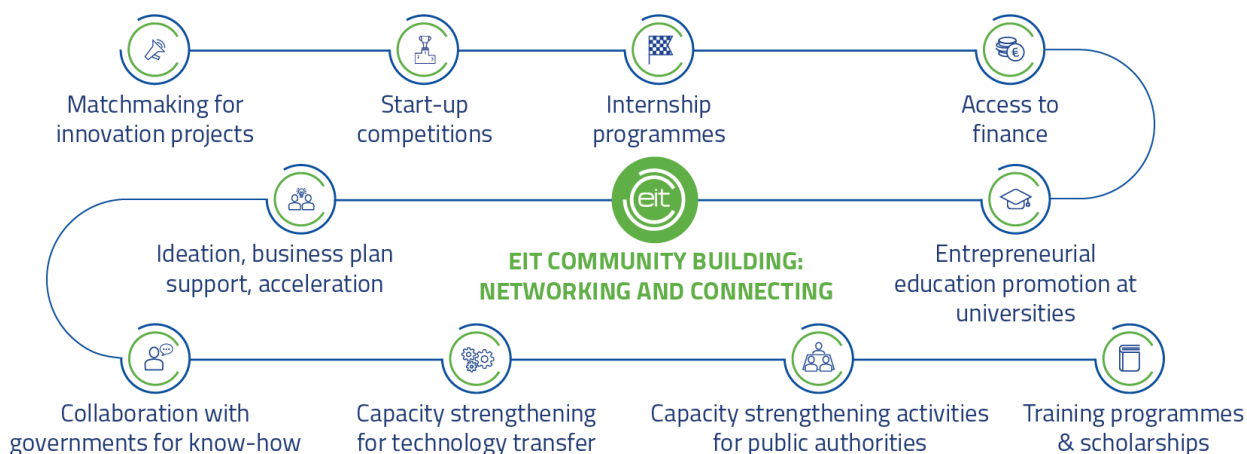 Matchmaking for
innovation projects
Start-up
competitions
Internship
programmes
Access to
finance
€
Ideation, business plan
support, acceleration
eit
EIT COMMUNITY BUILDING:
NETWORKING AND CONNECTING
Entrepreneurial
education promotion at
universities
Collaboration with
governments for know-how
Capacity strengthening
for technology transfer
Capacity strengthening activities
for public authorities
Training programmes
& scholarships